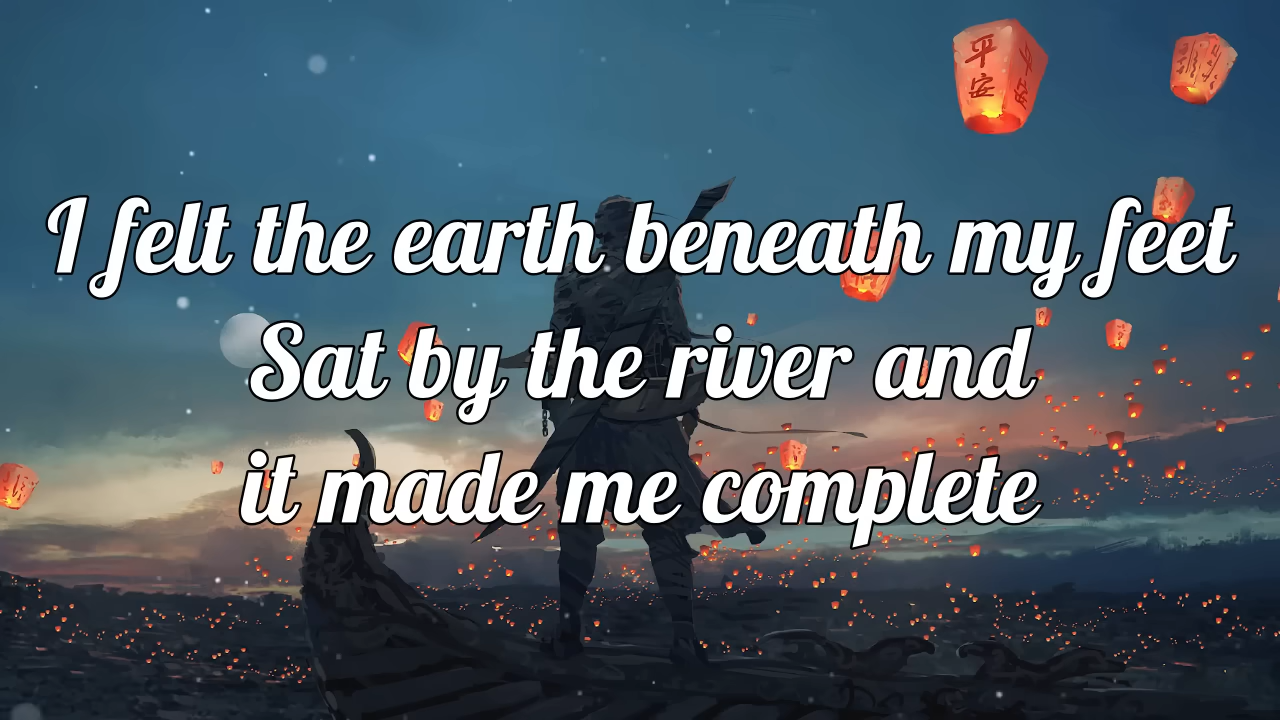 平安
I felt the earth beneath my feet
Sat by the river and
it made me complete